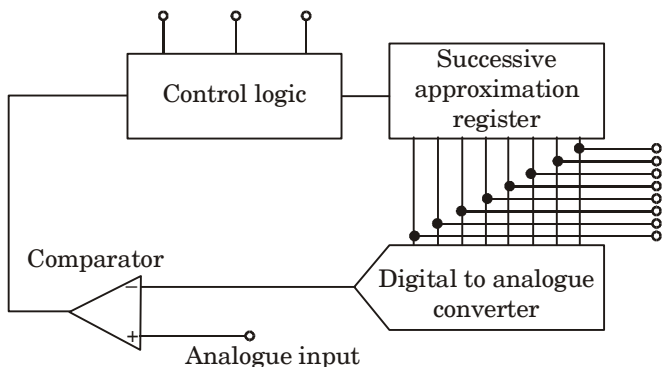 Control logic
Successive
approximation
register
Comparator
Digital to analogue
converter
−
+
Analogue input